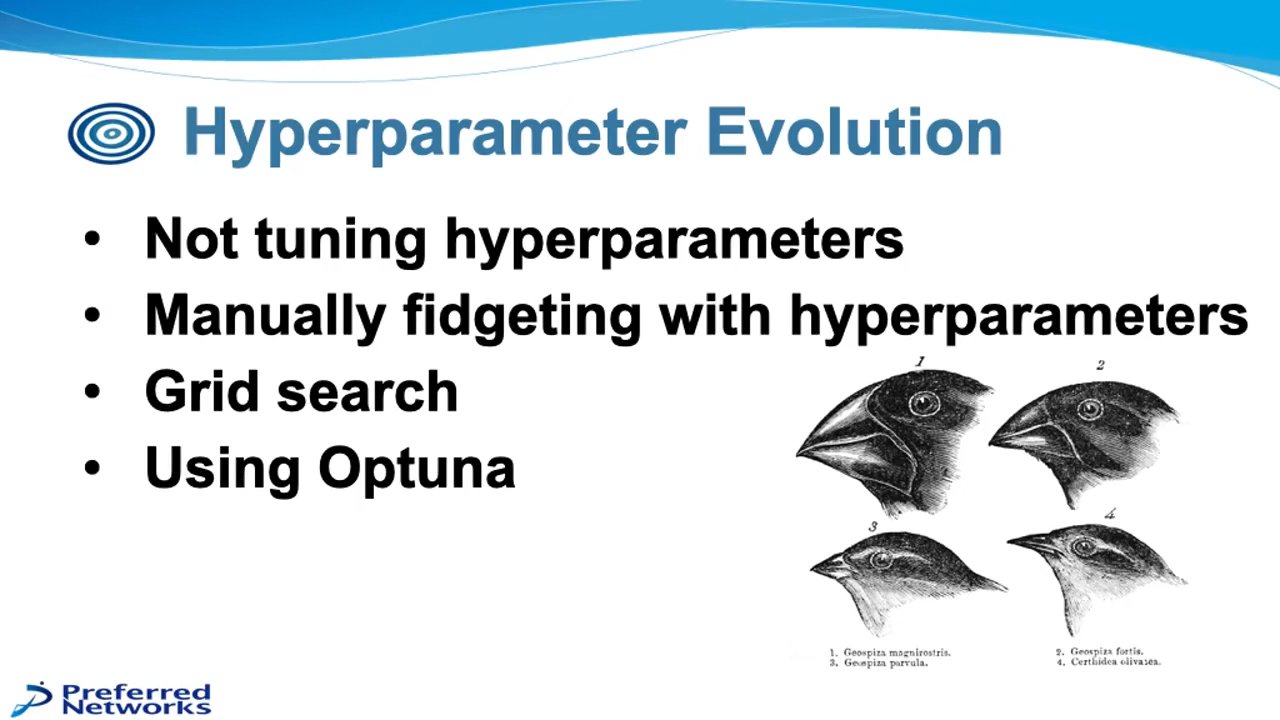 Hyperparameter Evolution
• Not tuning hyperparameters
• Manually fidgeting with hyperparameters
• Grid search
• Using Optuna
1 2
3 4
1. Geospiza magnirostris. 2. Geospiza fortis.
3. Geospiza parvula. 4. Certhidea olivasea.
Preferred
Networks